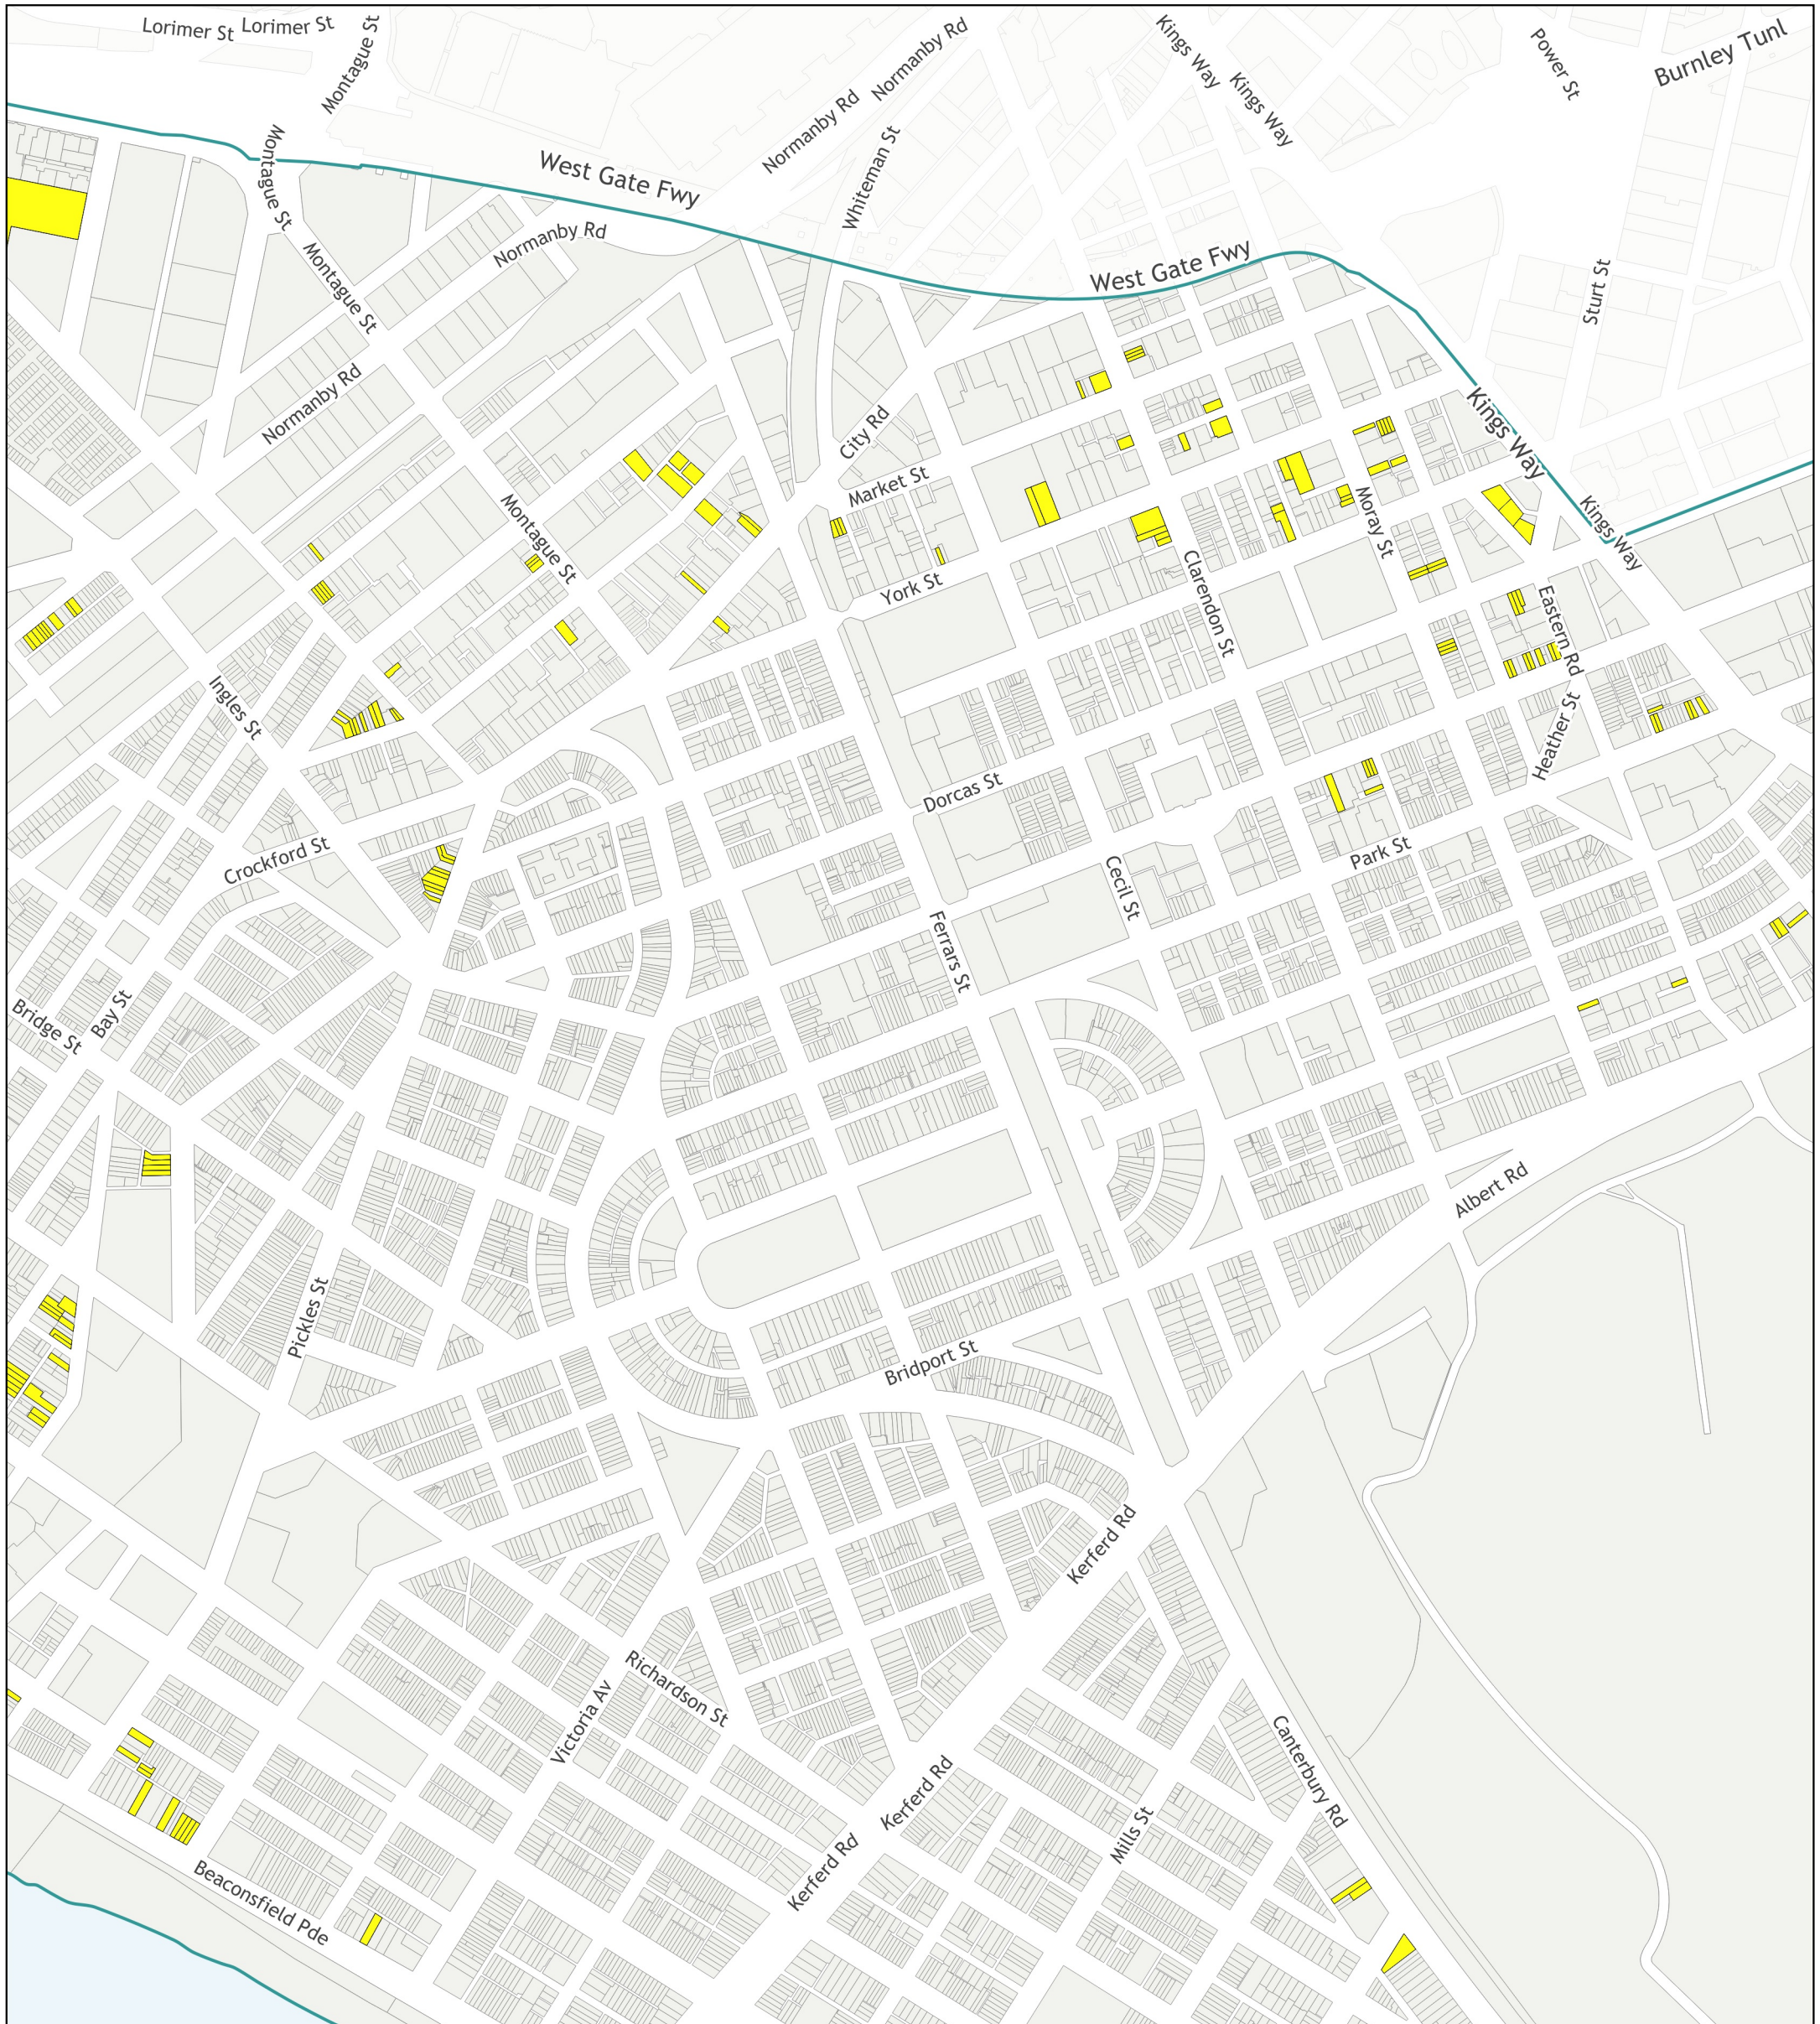 Lorimer St
Lorimer St
Montague St
Normanby Rd
Kings Way
Power St
Burnley Tunl
Normanby Rd
Kings Way
Whiteman St
Montague St
West Gate Fwy
Normanby Rd
Montague St
West Gate Fwy
Sturt St
Normanby Rd
City Rd
Kings Way
Market St
Montague St
Moray St
Kings Way
York St
Clarendon St
Eastern Rd
Ingles St
Heather St
Dorcas St
Crockford St
Park St
Cecil St
Ferrars St
Bay St
Bridge St
Albert Rd
Pickles St
Bridport St
Kerferd Rd
Richardson St
Victoria Av
Canterbury Rd
Kerferd Rd
Mills St
Kerferd Rd
Beaconsfield Pde